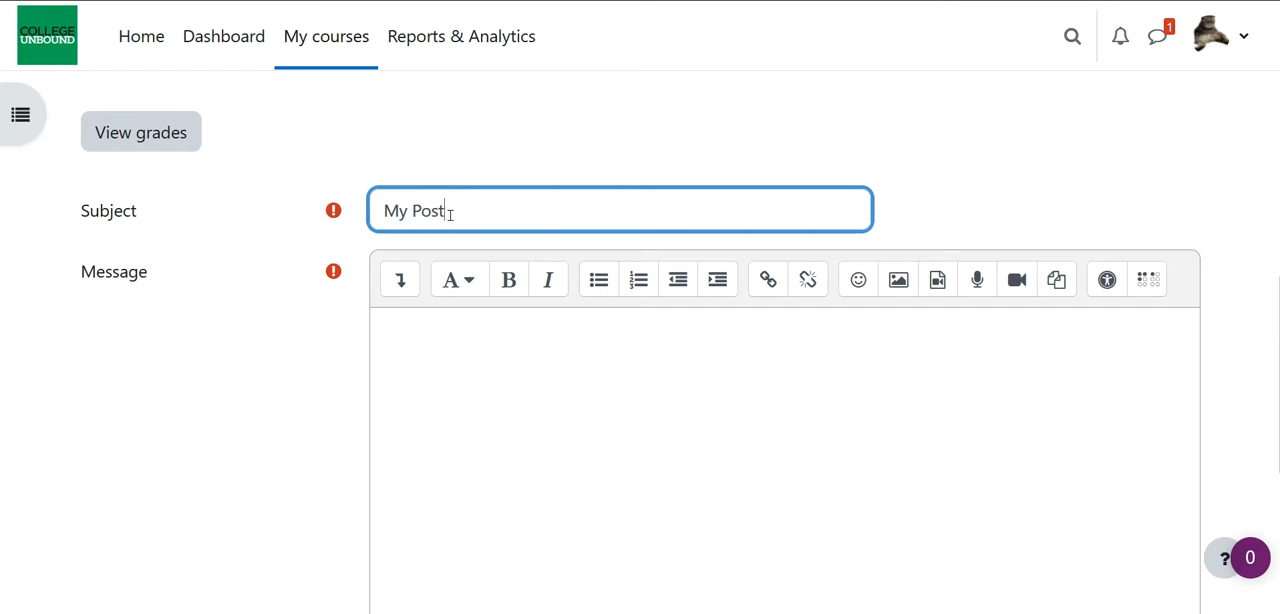 COLLEGE
UNBOUND
Home Dashboard My courses Reports & Analytics
1
View grades
Subject
My Post
Message
A B I
? 0